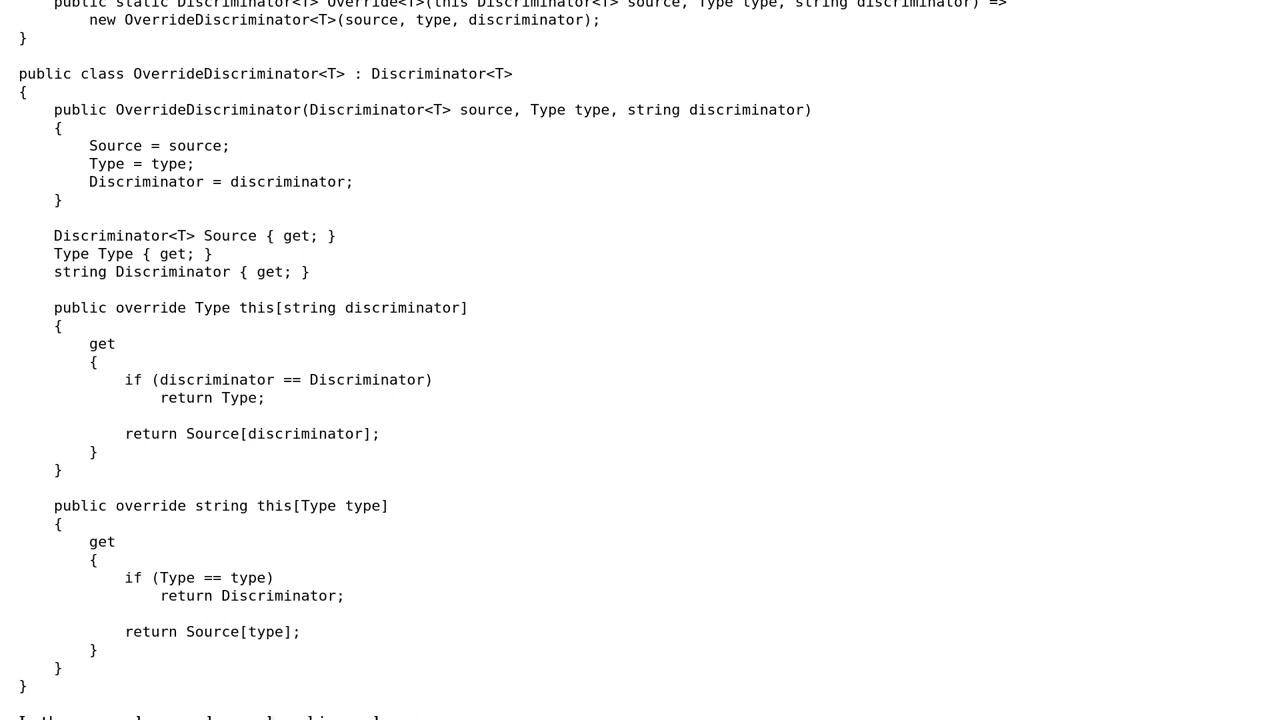 public static Discriminator<T> Override<T>(this Discriminator<T> source, Type type, string discriminator) =>
        new OverrideDiscriminator<T>(source, type, discriminator);
}

public class OverrideDiscriminator<T> : Discriminator<T>
{
    public OverrideDiscriminator(Discriminator<T> source, Type type, string discriminator)
    {
        Source = source;
        Type = type;
        Discriminator = discriminator;
    }

    Discriminator<T> Source { get; }
    Type Type { get; }
    string Discriminator { get; }

    public override Type this[string discriminator]
    {
        get
        {
            if (discriminator == Discriminator)
                return Type;

            return Source[discriminator];
        }
    }

    public override string this[Type type]
    {
        get
        {
            if (Type == type)
                return Discriminator;

            return Source[type];
        }
    }
}